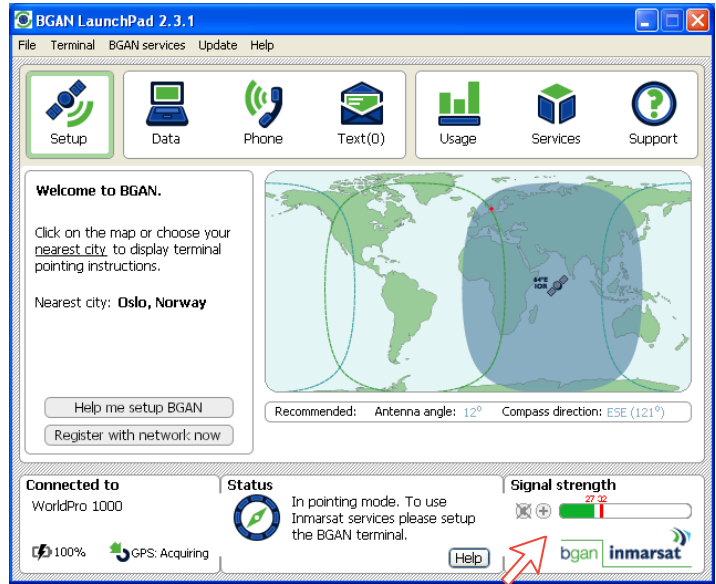 BGAN LaunchPad 2.3.1
File Terminal BGAN services Update Help
Setup Data Phone Text(0) Usage Services Support
Welcome to BGAN.
Click on the map or choose your
nearest city to display terminal
pointing instructions.
Nearest city: Oslo, Norway
Help me setup BGAN
Register with network now
64°E
IOR
Recommended: Antenna angle: 12° Compass direction: ESE (121°)
Connected to
WorldPro 1000
100% GPS: Acquiring
Status
In pointing mode. To use
Inmarsat services please setup
the BGAN terminal.
Help
Signal strength
27 32
bgan inmarsat